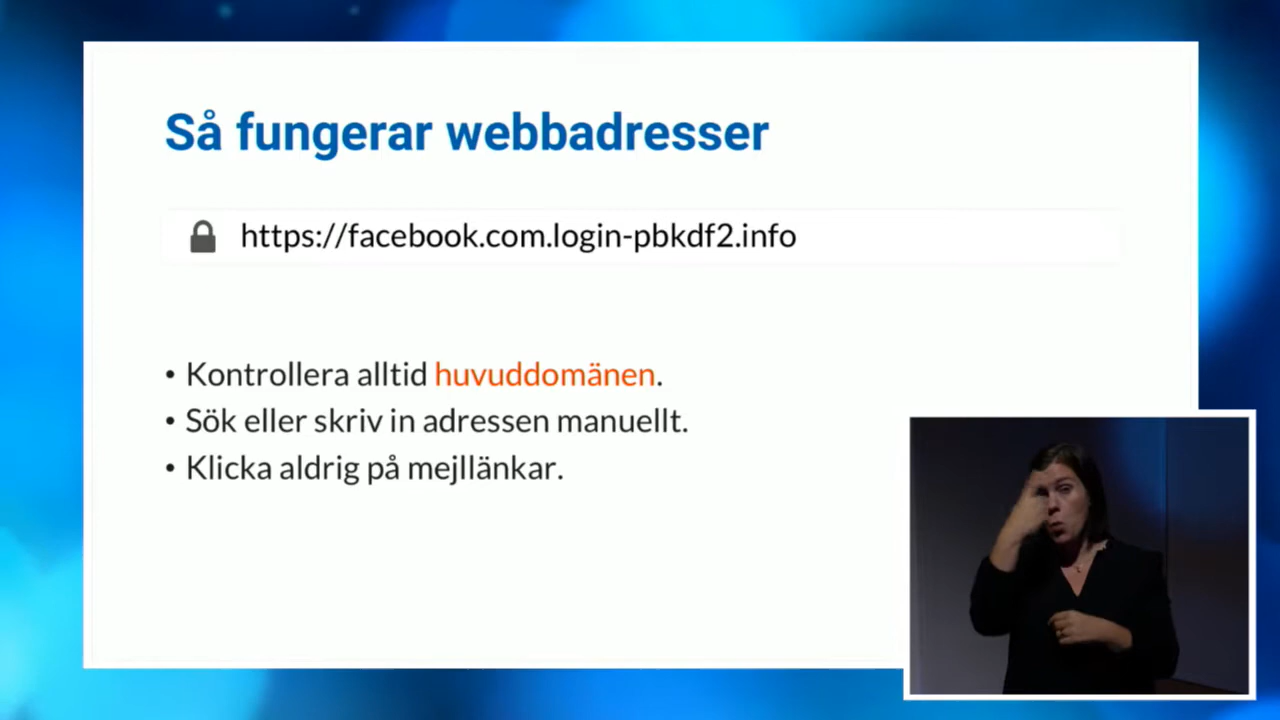 Så fungerar webbadresser
https://facebook.com.login-pbkdf2.info
• Kontrollera alltid huvuddomänen.
• Sök eller skriv in adressen manuellt.
• Klicka aldrig på mejllänkar.